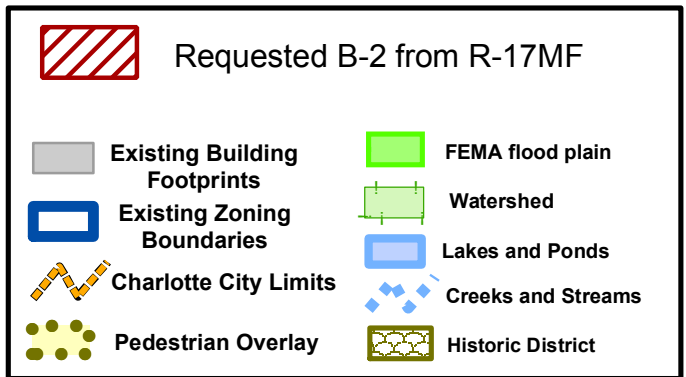 Requested B-2 from R-17MF
Existing Building
Footprints
Existing Zoning
Boundaries
Charlotte City Limits
Pedestrian Overlay
FEMA flood plain
Watershed
Lakes and Ponds
Creeks and Streams
Historic District